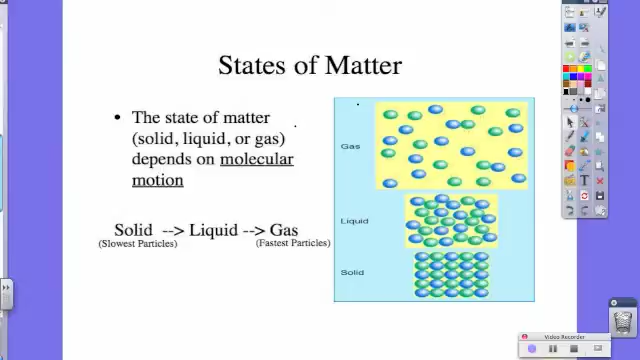 States of Matter
• The state of matter
(solid, liquid, or gas)
depends on molecular
motion
Solid --> Liquid --> Gas
(Slowest Particles) (Fastest Particles)
Gas
Liquid
Solid
Video Recorder